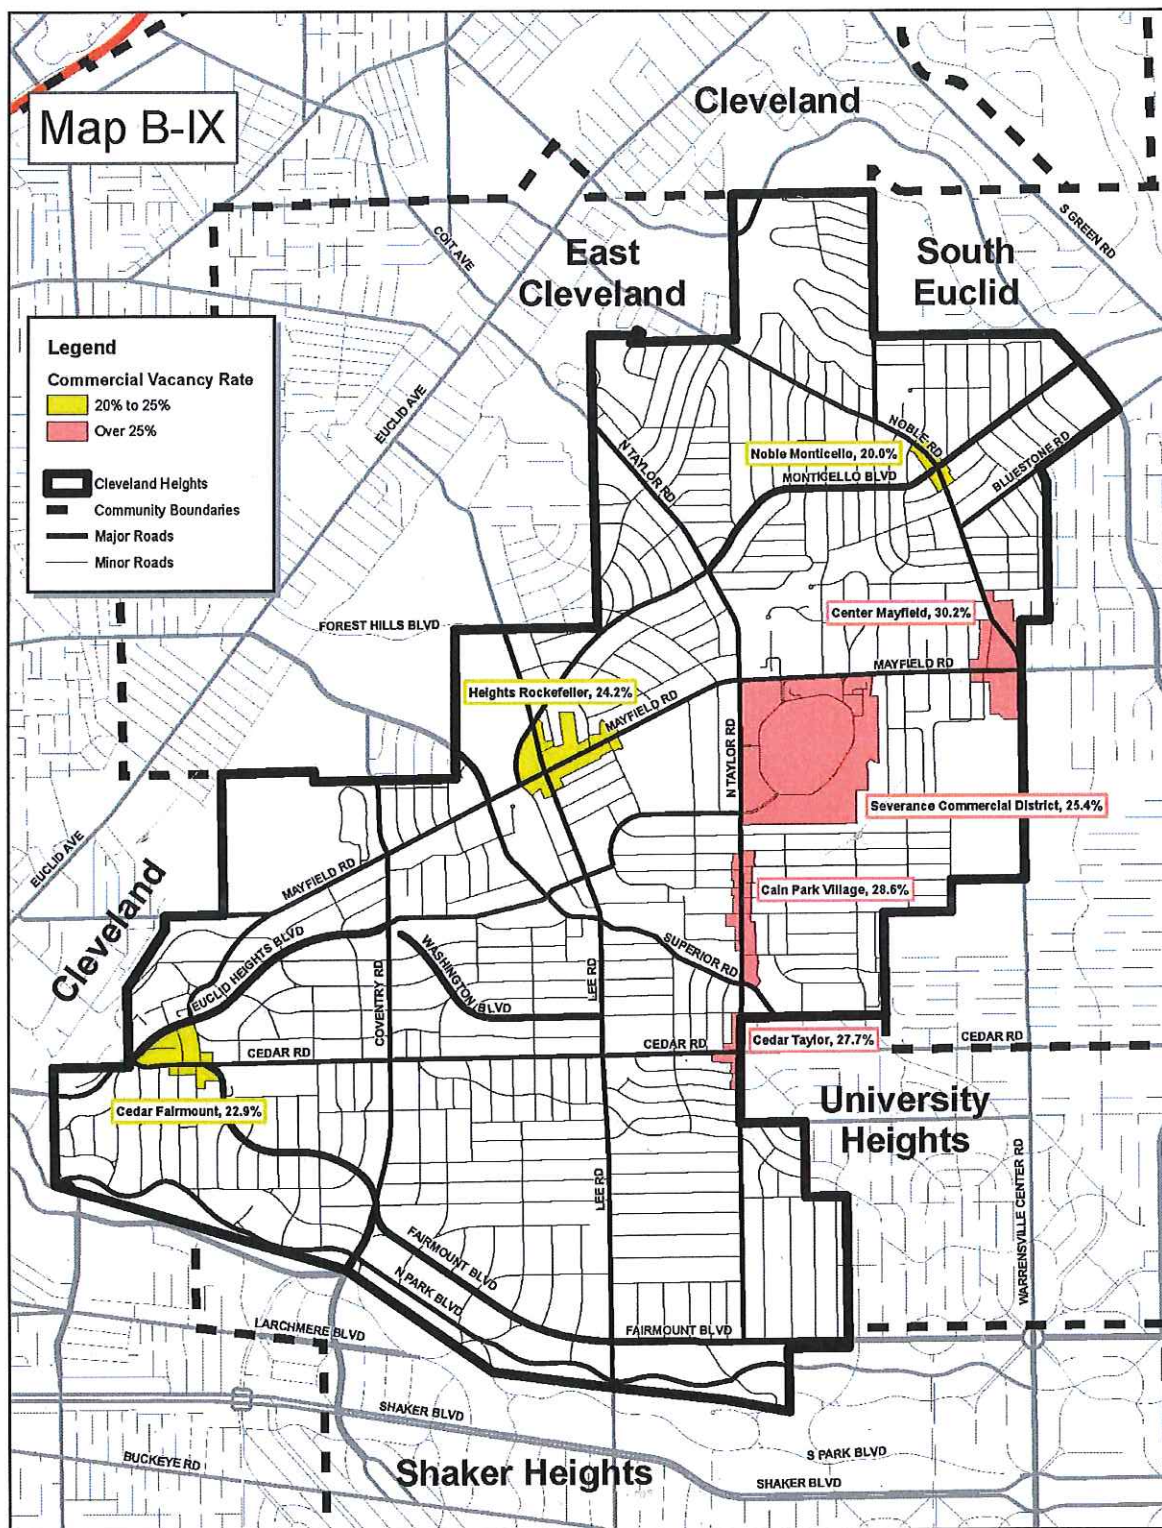 Map B-IX
Cleveland
East
Cleveland
South
Euclid
S GREEN RD
COIT AVE
EUCLID AVE
Legend
Commercial Vacancy Rate
20% to 25%
Over 25%
Cleveland Heights
Community Boundaries
Major Roads
Minor Roads
NOBLE RD
Noble Monticello, 20.0%
MONTICELLO BLVD
BLUESTONE RD
N TAYLOR RD
Center Mayfield, 30.2%
FOREST HILLS BLVD
MAYFIELD RD
Heights Rockefeller, 24.2%
MAYFIELD RD
N TAYLOR RD
Severance Commercial District, 25.4%
EUCLID AVE
MAYFIELD RD
Cain Park Village, 28.6%
Cleveland
EUCLID HEIGHTS BLVD
COVENTRY RD
WASHINGTON BLVD
LEE RD
SUPERIOR RD
CEDAR RD
CEDAR RD
Cedar Taylor, 27.7%
CEDAR RD
Cedar Fairmount, 22.9%
University
Heights
LEE RD
WARRENSVILLE CENTER RD
FAIRMOUNT BLVD
N PARK BLVD
LARCHMERE BLVD
FAIRMOUNT BLVD
SHAKER BLVD
BUCKEYE RD
Shaker Heights
S PARK BLVD
SHAKER BLVD